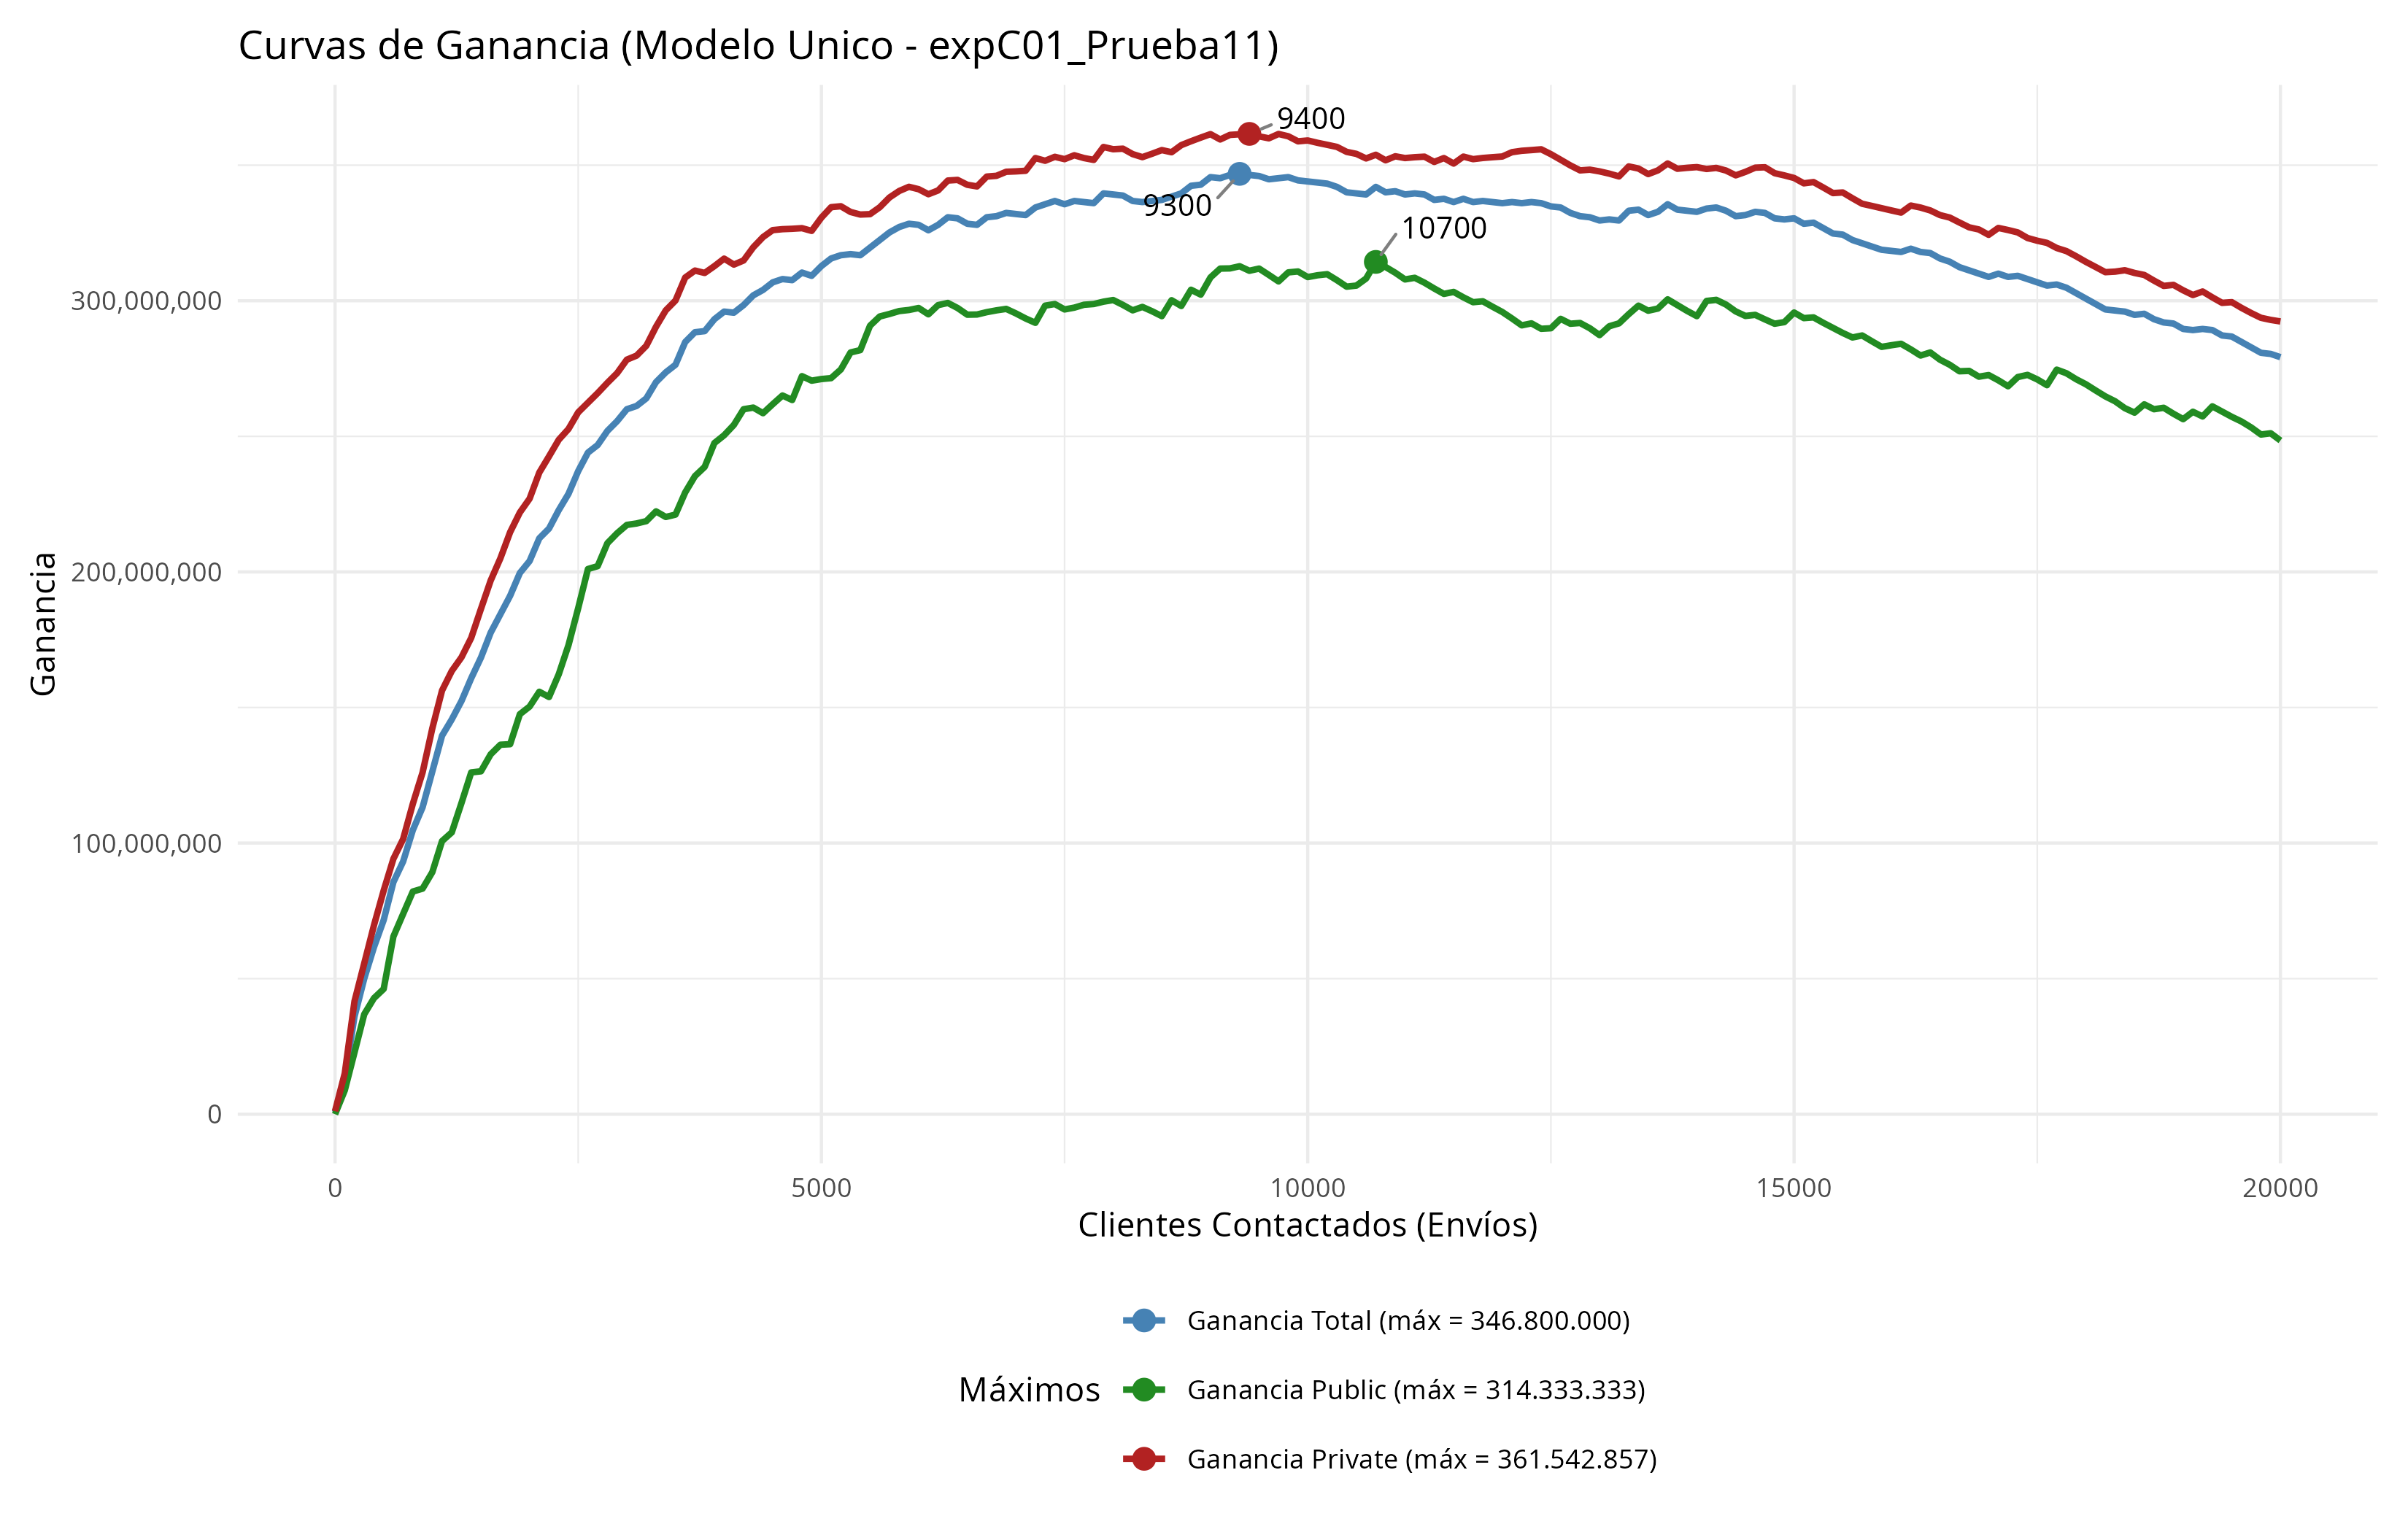 Curvas de Ganancia (Modelo Unico - expC01_Prueba11)
9400
9300
10700
Ganancia
300,000,000
200,000,000
100,000,000
0
0 5000 10000 15000 20000
Clientes Contactados (Envíos)
Máximos
Ganancia Total (máx = 346.800.000)
Ganancia Public (máx = 314.333.333)
Ganancia Private (máx = 361.542.857)